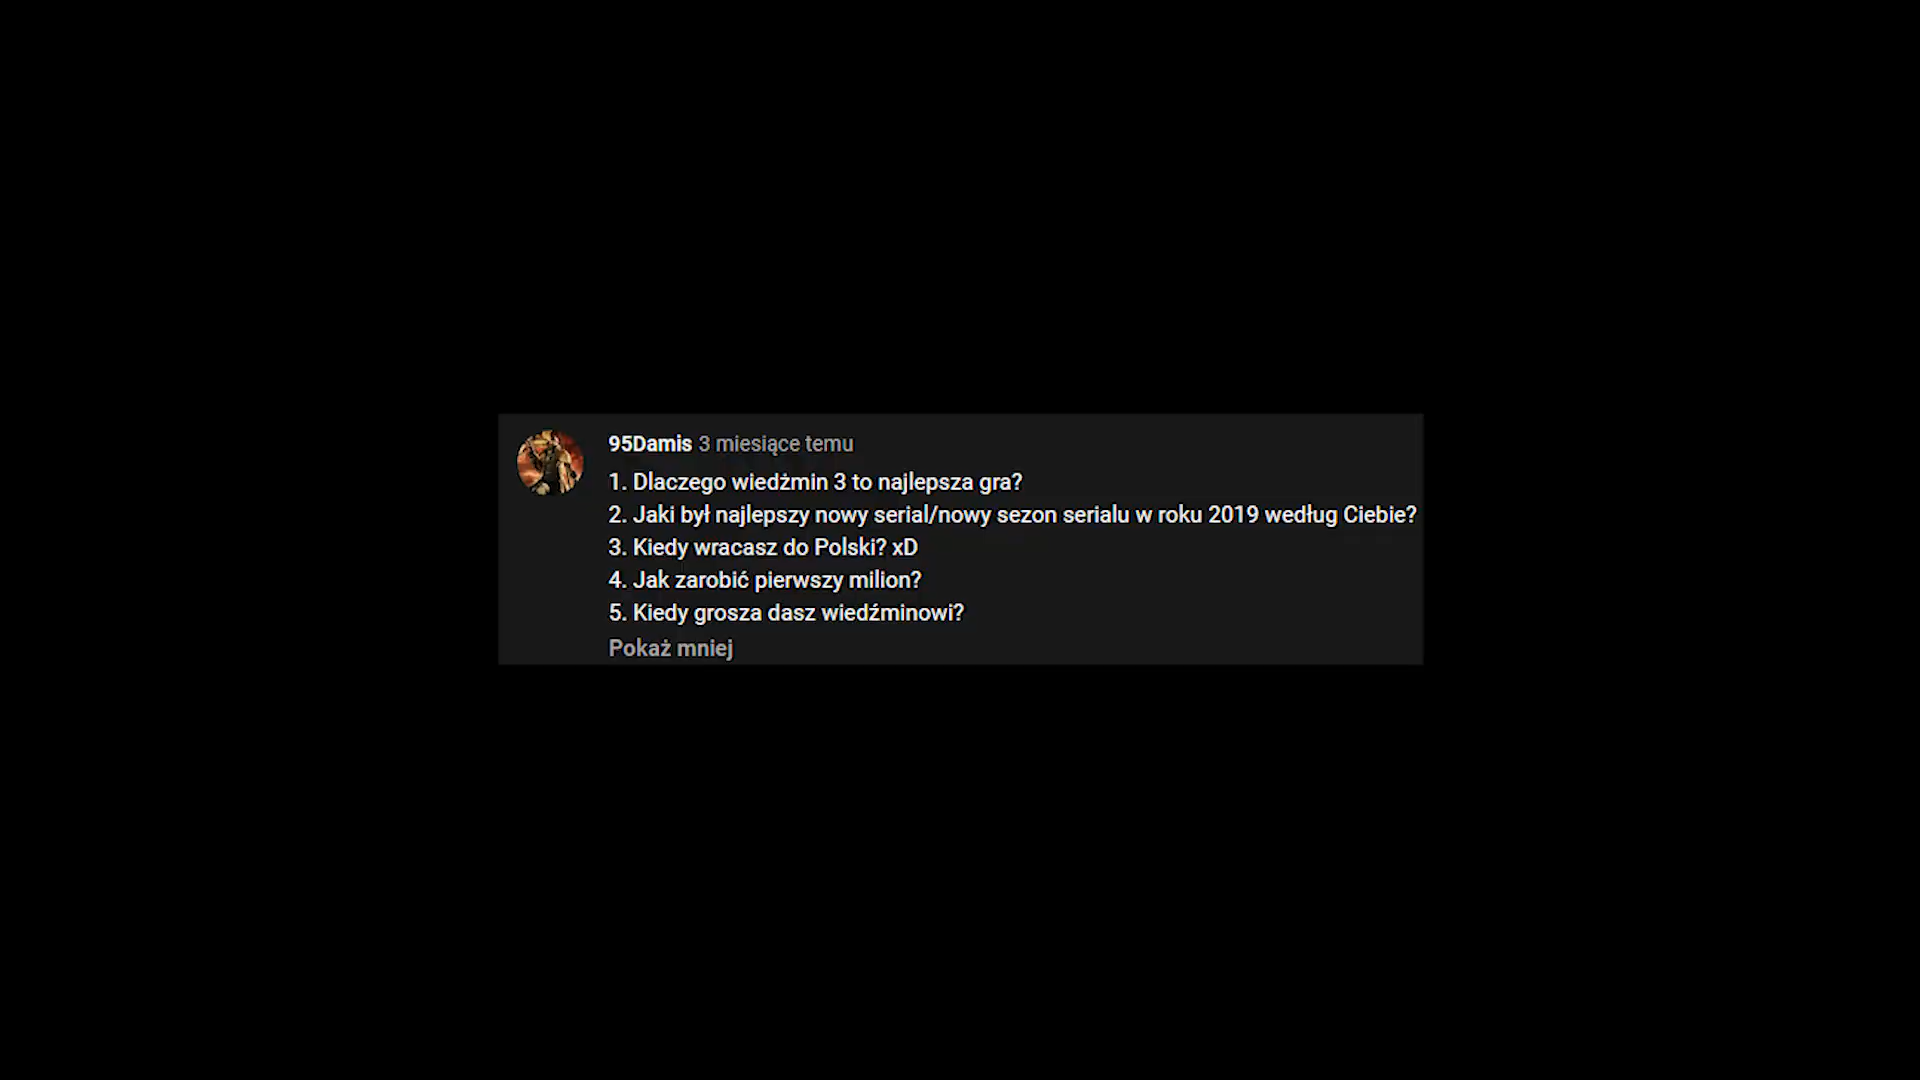 95Damis 3 miesiące temu
1. Dlaczego wiedżmin 3 to najlepsza gra?
2. Jaki był najlepszy nowy serial/nowy sezon serialu w roku 2019 według Ciebie?
3. Kiedy wracasz do Polski? xD
4. Jak zarobić pierwszy milion?
5. Kiedy grosza dasz wiedźminowi?
Pokaż mniej